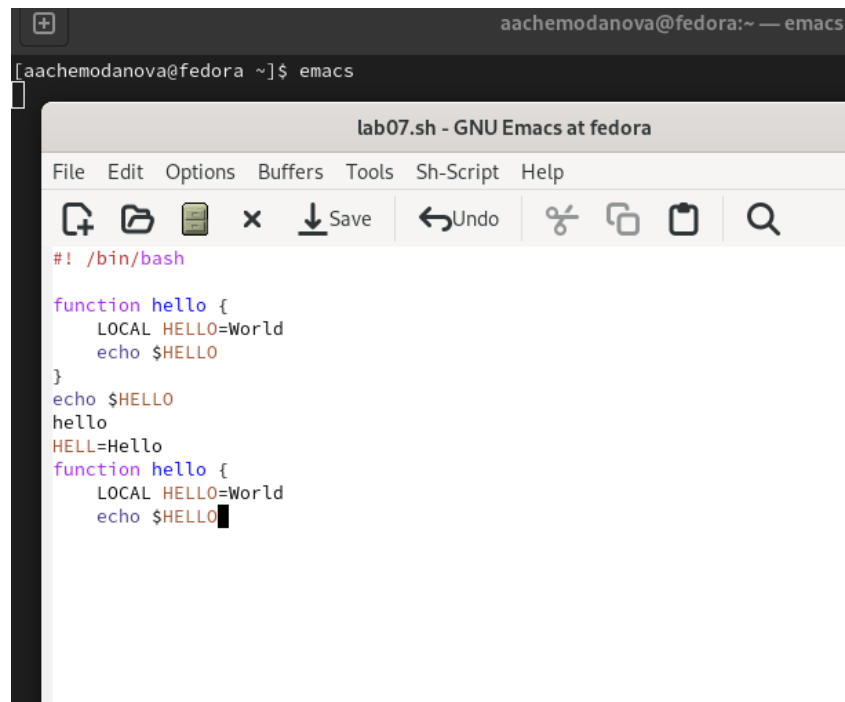 aachemodanova@fedora:~ — emacs
[aachemodanova@fedora ~]$ emacs
lab07.sh - GNU Emacs at fedora
File Edit Options Buffers Tools Sh-Script Help
Save Undo
#! /bin/bash
function hello {
    LOCAL HELLO=World
    echo $HELLO
}
echo $HELLO
hello
HELL=Hello
function hello {
    LOCAL HELLO=World
    echo $HELLO